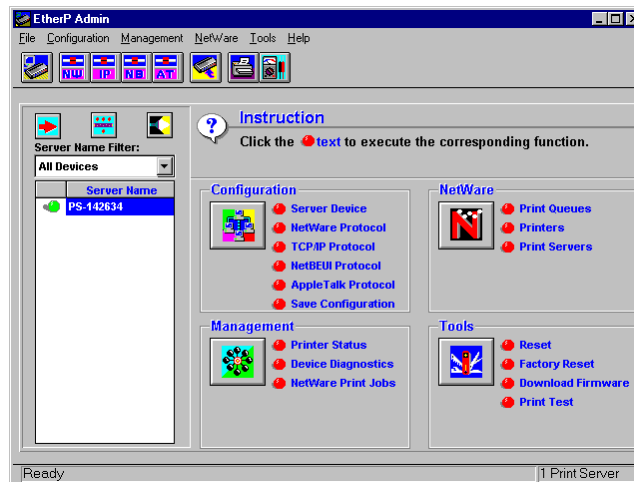 EtherP Admin
File Configuration Management NetWare Tools Help
NW IP NB AT
Server Name Filter:
All Devices
Server Name
PS-142634
Instruction
Click the text to execute the corresponding function.
Configuration
Server Device
NetWare Protocol
TCP/IP Protocol
NetBEUI Protocol
AppleTalk Protocol
Save Configuration
NetWare
Print Queues
Printers
Print Servers
Management
Printer Status
Device Diagnostics
NetWare Print Jobs
Tools
Reset
Factory Reset
Download Firmware
Print Test
Ready
1 Print Server